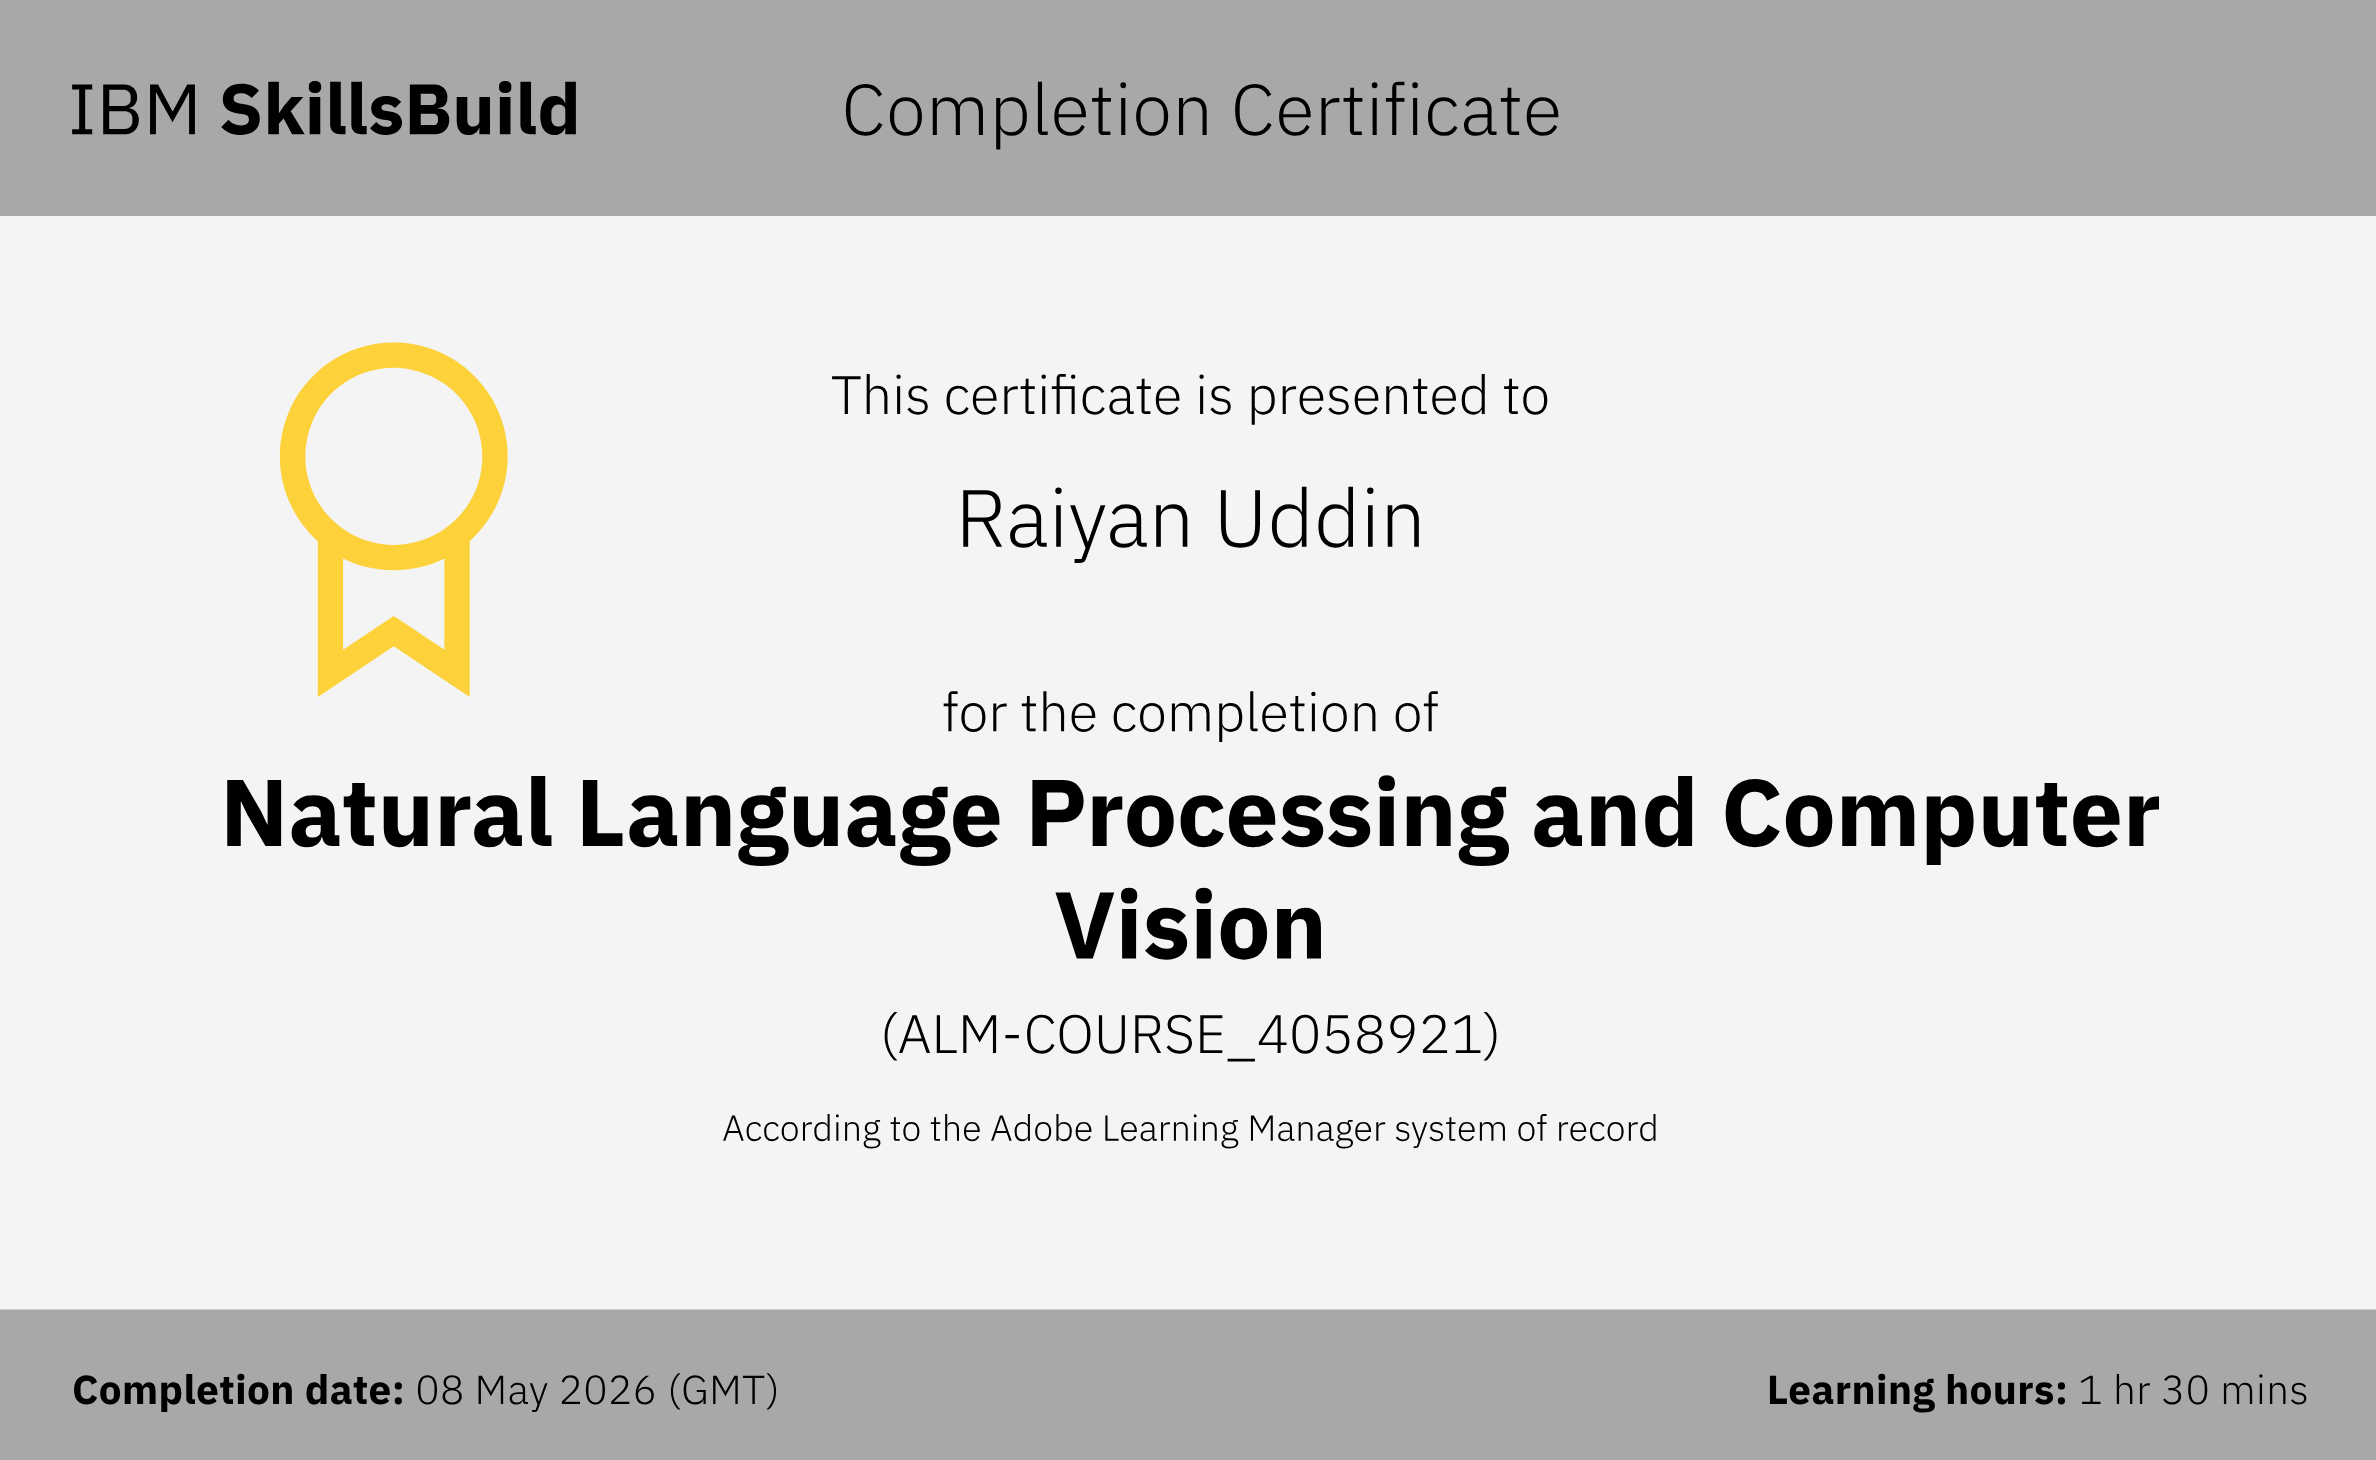 IBM SkillsBuild
Completion Certificate
This certificate is presented to
Raiyan Uddin
for the completion of
Natural Language Processing and Computer
Vision
(ALM-COURSE_4058921)
According to the Adobe Learning Manager system of record
Completion date: 08 May 2026 (GMT)
Learning hours: 1 hr 30 mins